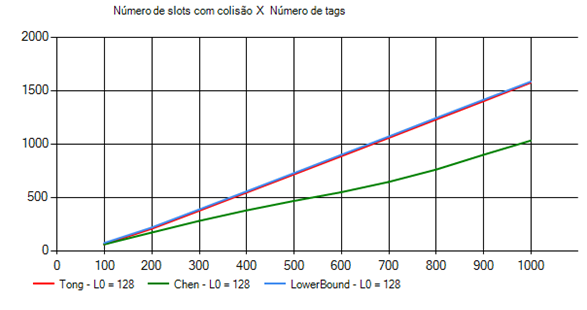 Número de slots com colisão X Número de tags
2000
1500
1000
500
0
0 100 200 300 400 500 600 700 800 900 1000
Tong - L0 = 128 Chen - L0 = 128 LowerBound - L0 = 128